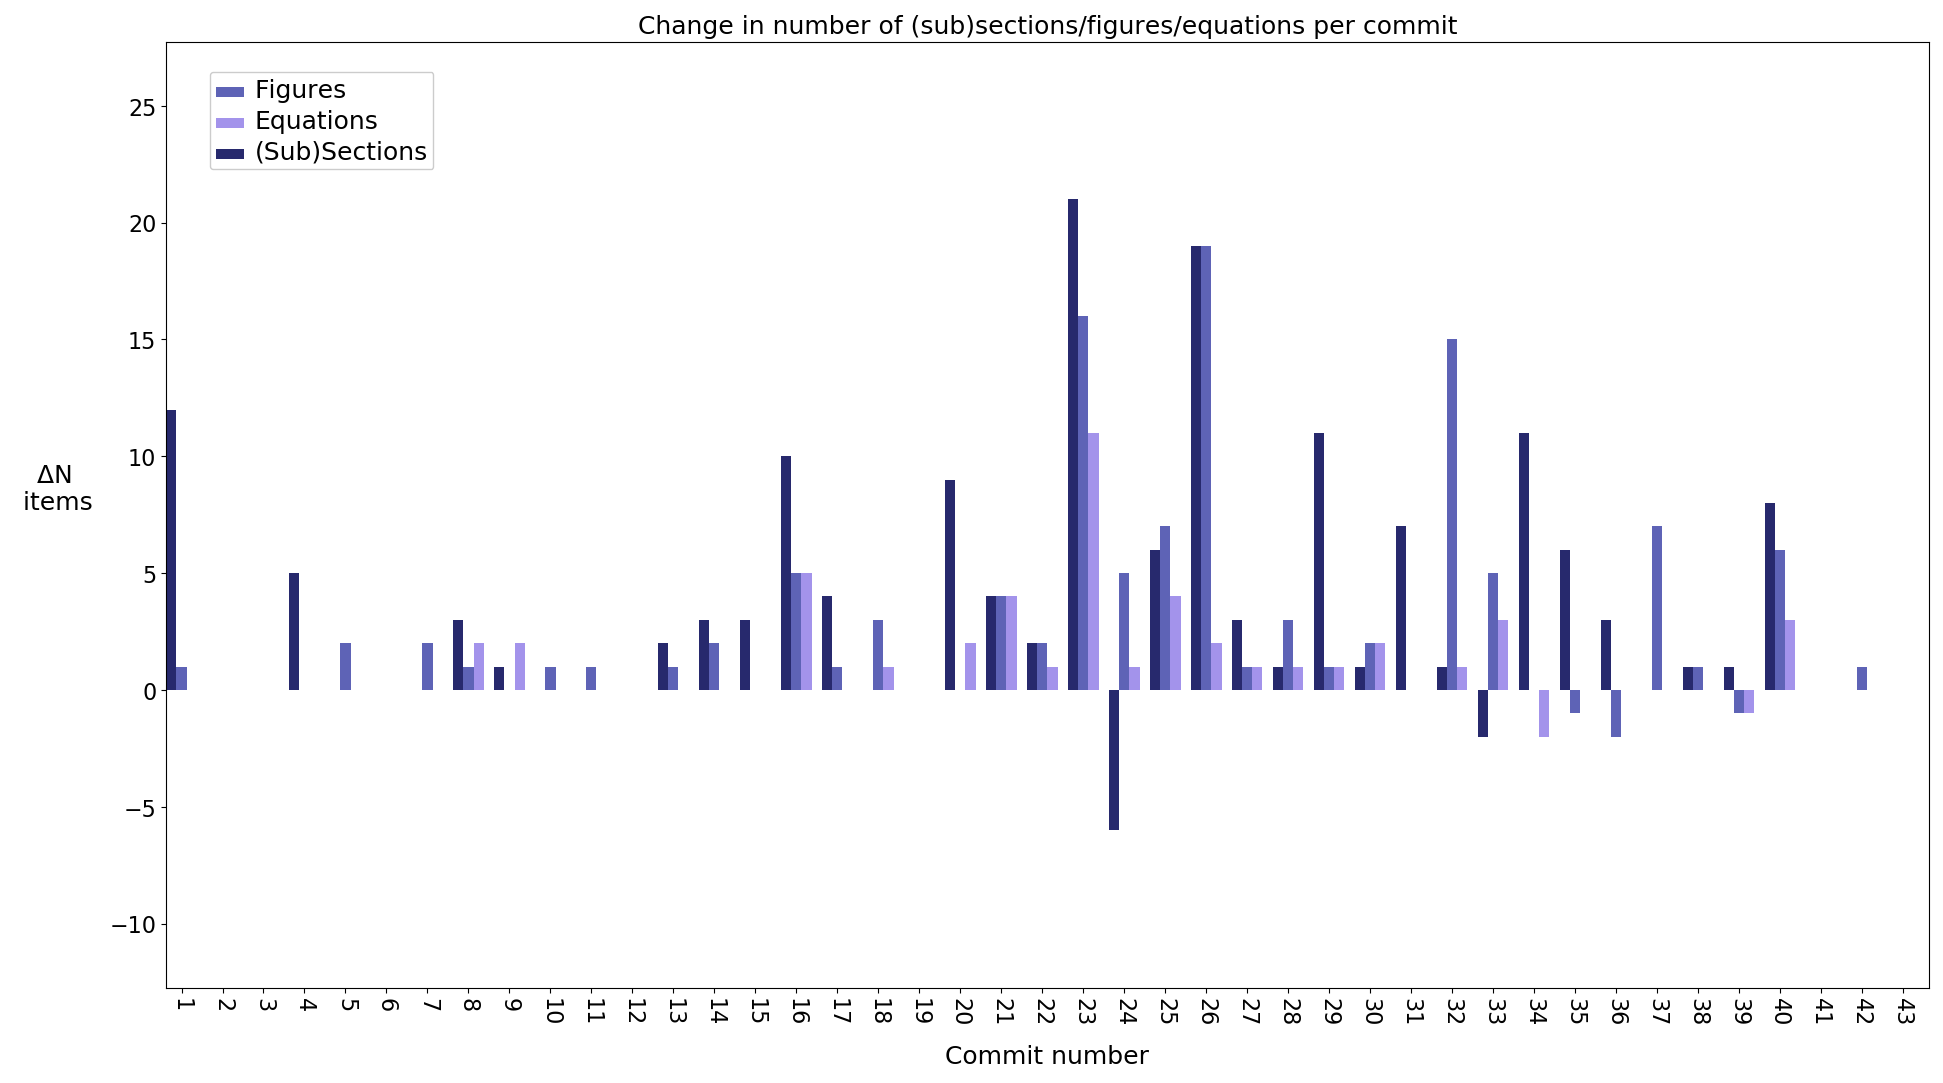 Change in number of (sub)sections/figures/equations per commit
Figures
Equations
(Sub)Sections
25
20
15
10
5
0
−5
−10
ΔN
items
1 2 3 4 5 6 7 8 9 10 11 12 13 14 15 16 17 18 19 20 21 22 23 24 25 26 27 28 29 30 31 32 33 34 35 36 37 38 39 40 41 42 43
Commit number